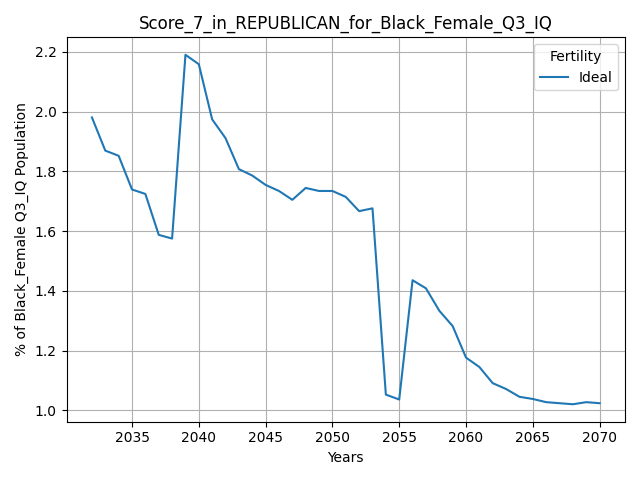 Score_7_in_REPUBLICAN_for_Black_Female_Q3_IQ
Fertility
Ideal
% of Black_Female Q3_IQ Population
2.2
2.0
1.8
1.6
1.4
1.2
1.0
2035 2040 2045 2050 2055 2060 2065 2070
Years